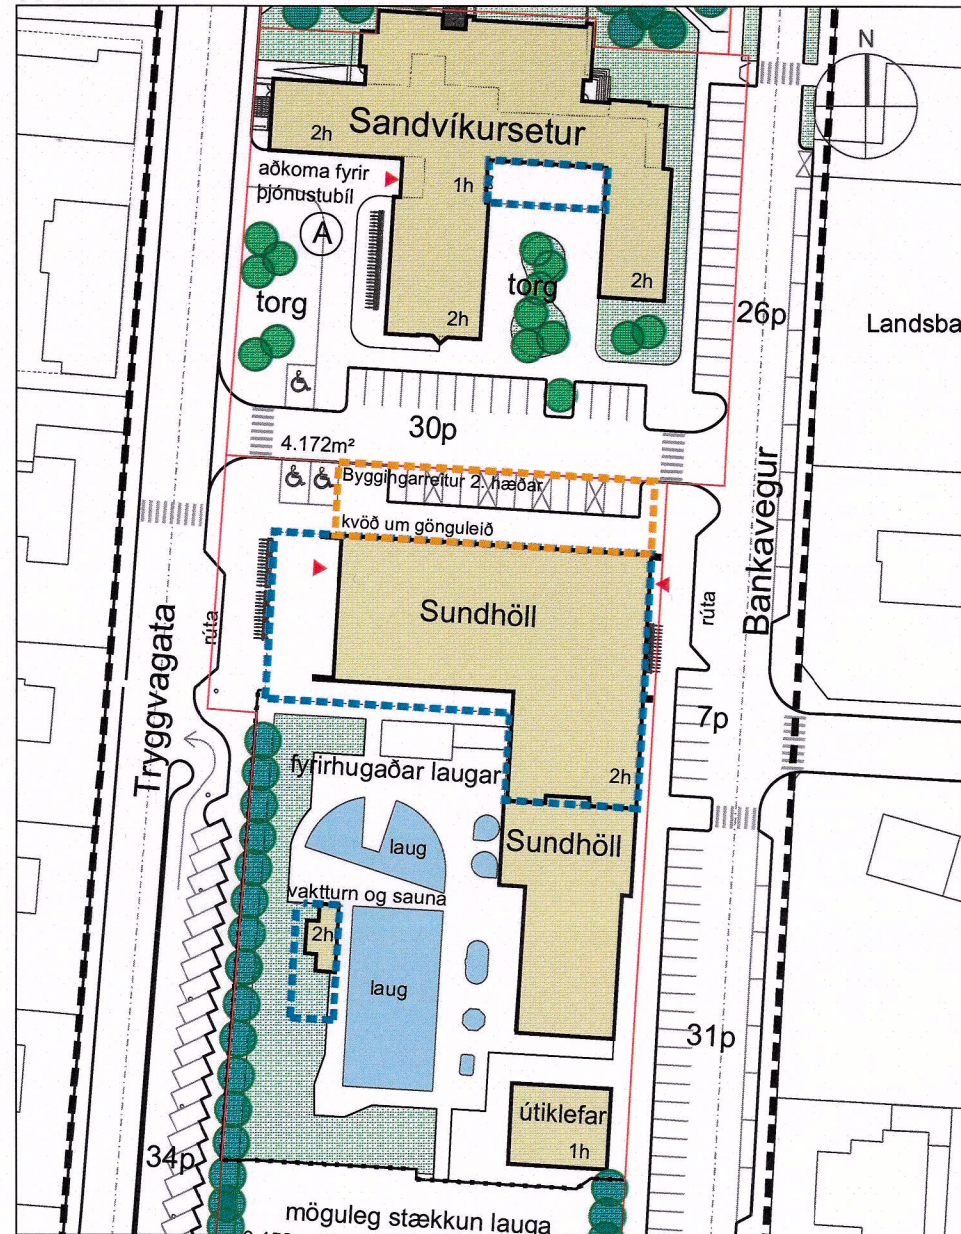 N
Sandvíkursetur
2h
aðkoma fyrir
þjónustubíl
1h
A
torg
torg
2h
2h
26p
Landsba
30p
4.172m²
Byggingarreitur 2. hæðar
kvöð um gönguleið
Bankavegur
Sundhöll
rúta
rúta
Tryggvagata
7p
2h
fyrirhugaðar laugar
laug
Sundhöll
vaktturn og sauna
2h
laug
31p
útiklefar
1h
34p
möguleg stækkun lauga